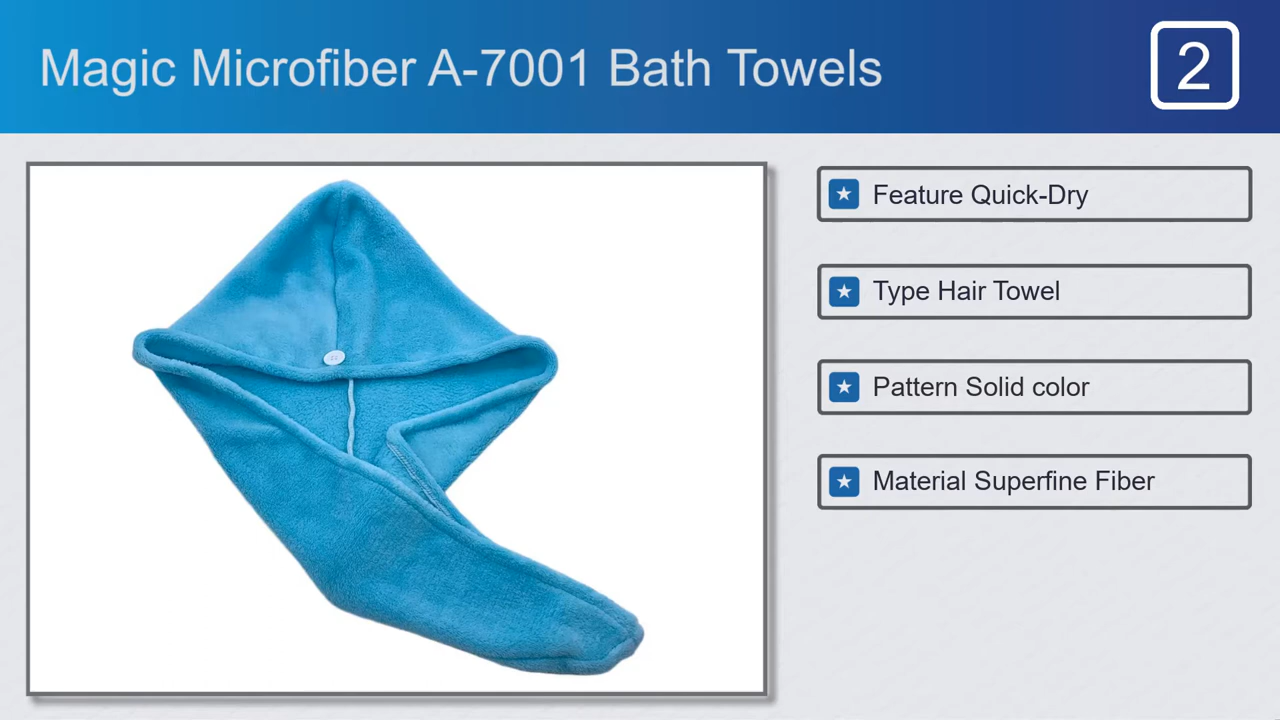 Magic Microfiber A-7001 Bath Towels
2
Feature Quick-Dry
Type Hair Towel
Pattern Solid color
Material Superfine Fiber